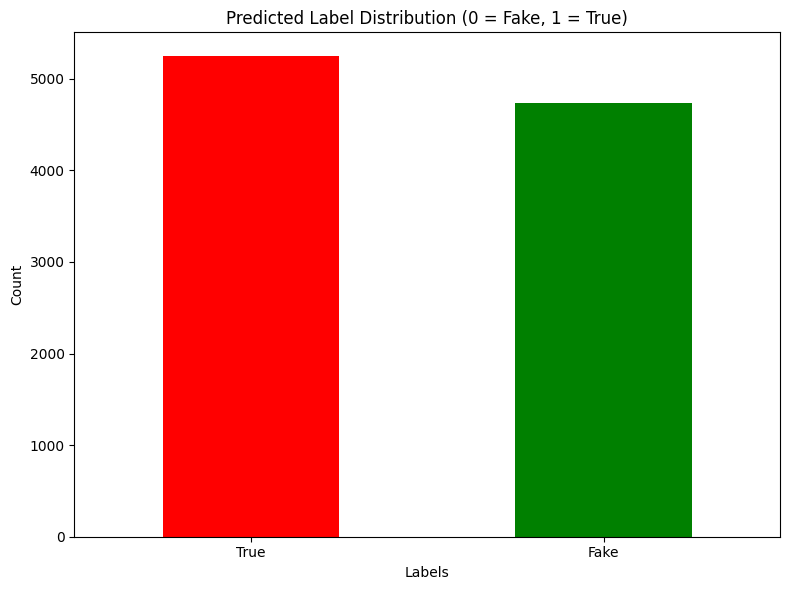 Predicted Label Distribution (0 = Fake, 1 = True)
5000
4000
3000
2000
1000
0
Count
True Fake
Labels